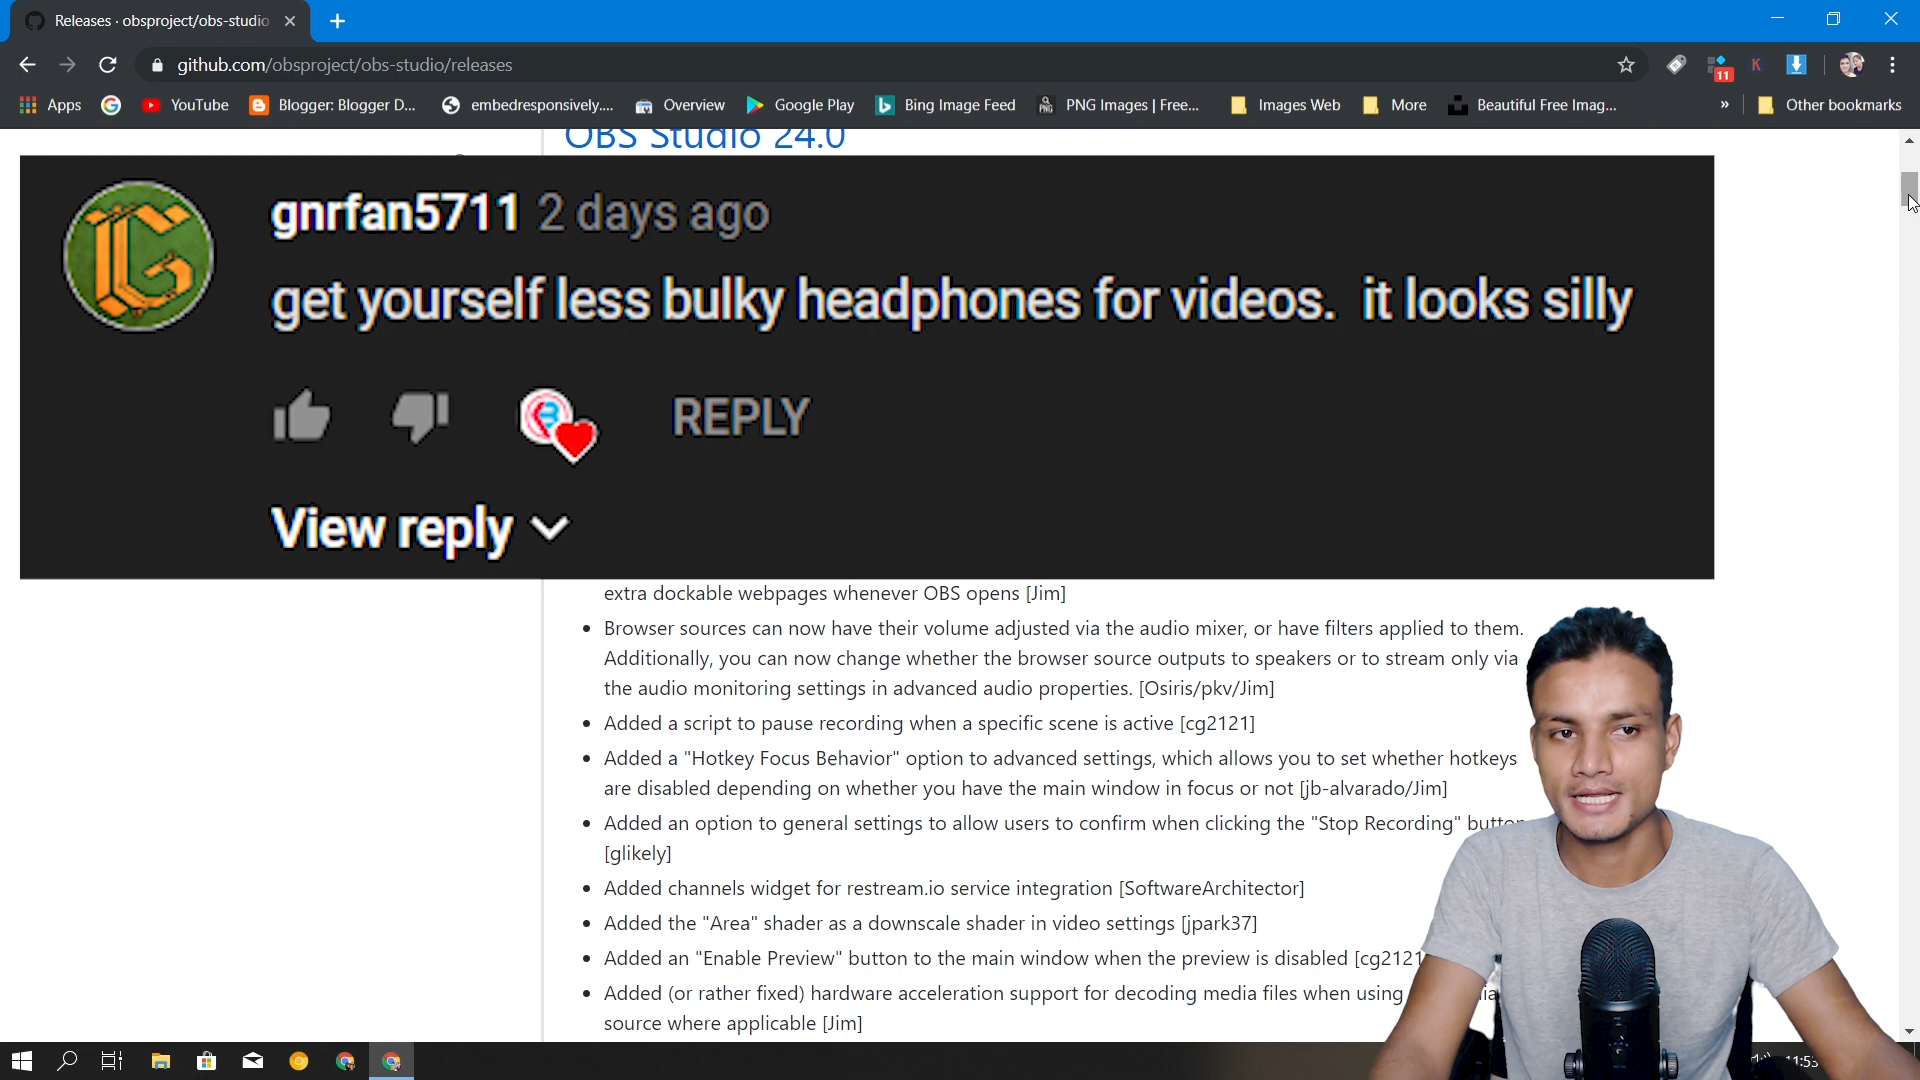 Releases · obsproject/obs-studio
github.com/obsproject/obs-studio/releases
11
K
Apps
YouTube
Blogger: Blogger D...
embedresponsively....
Overview
Google Play
Bing Image Feed
PNG Images | Free...
Images Web
More
Beautiful Free Imag...
»
Other bookmarks
OBS Studio 24.0
gnrfan5711 2 days ago
get yourself less bulky headphones for videos. it looks silly
REPLY
View reply
extra dockable webpages whenever OBS opens [Jim]
• Browser sources can now have their volume adjusted via the audio mixer, or have filters applied to them.
Additionally, you can now change whether the browser source outputs to speakers or to stream only via
the audio monitoring settings in advanced audio properties. [Osiris/pkv/Jim]
• Added a script to pause recording when a specific scene is active [cg2121]
• Added a "Hotkey Focus Behavior" option to advanced settings, which allows you to set whether hotkeys
are disabled depending on whether you have the main window in focus or not [jb-alvarado/Jim]
• Added an option to general settings to allow users to confirm when clicking the "Stop Recording" button
[glikely]
• Added channels widget for restream.io service integration [SoftwareArchitector]
• Added the "Area" shader as a downscale shader in video settings [jpark37]
• Added an "Enable Preview" button to the main window when the preview is disabled [cg2121
• Added (or rather fixed) hardware acceleration support for decoding media files when using
source where applicable [Jim]
11:53